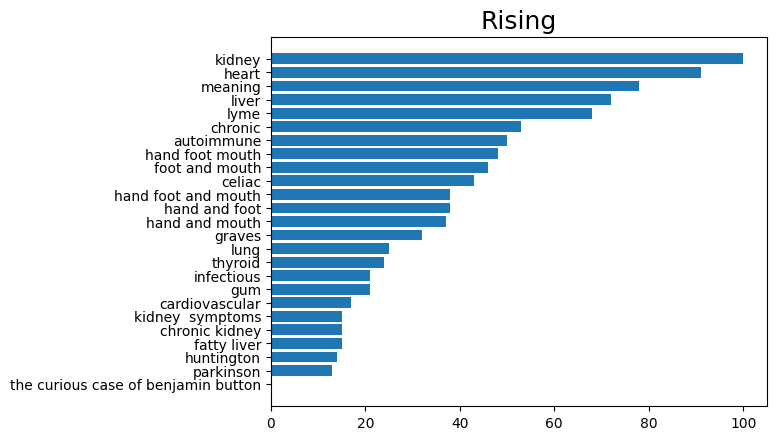 Rising
kidney
heart
meaning
liver
lyme
chronic
autoimmune
hand foot mouth
foot and mouth
celiac
hand foot and mouth
hand and foot
hand and mouth
graves
lung
thyroid
infectious
gum
cardiovascular
kidney  symptoms
chronic kidney
fatty liver
huntington
parkinson
the curious case of benjamin button
0 20 40 60 80 100